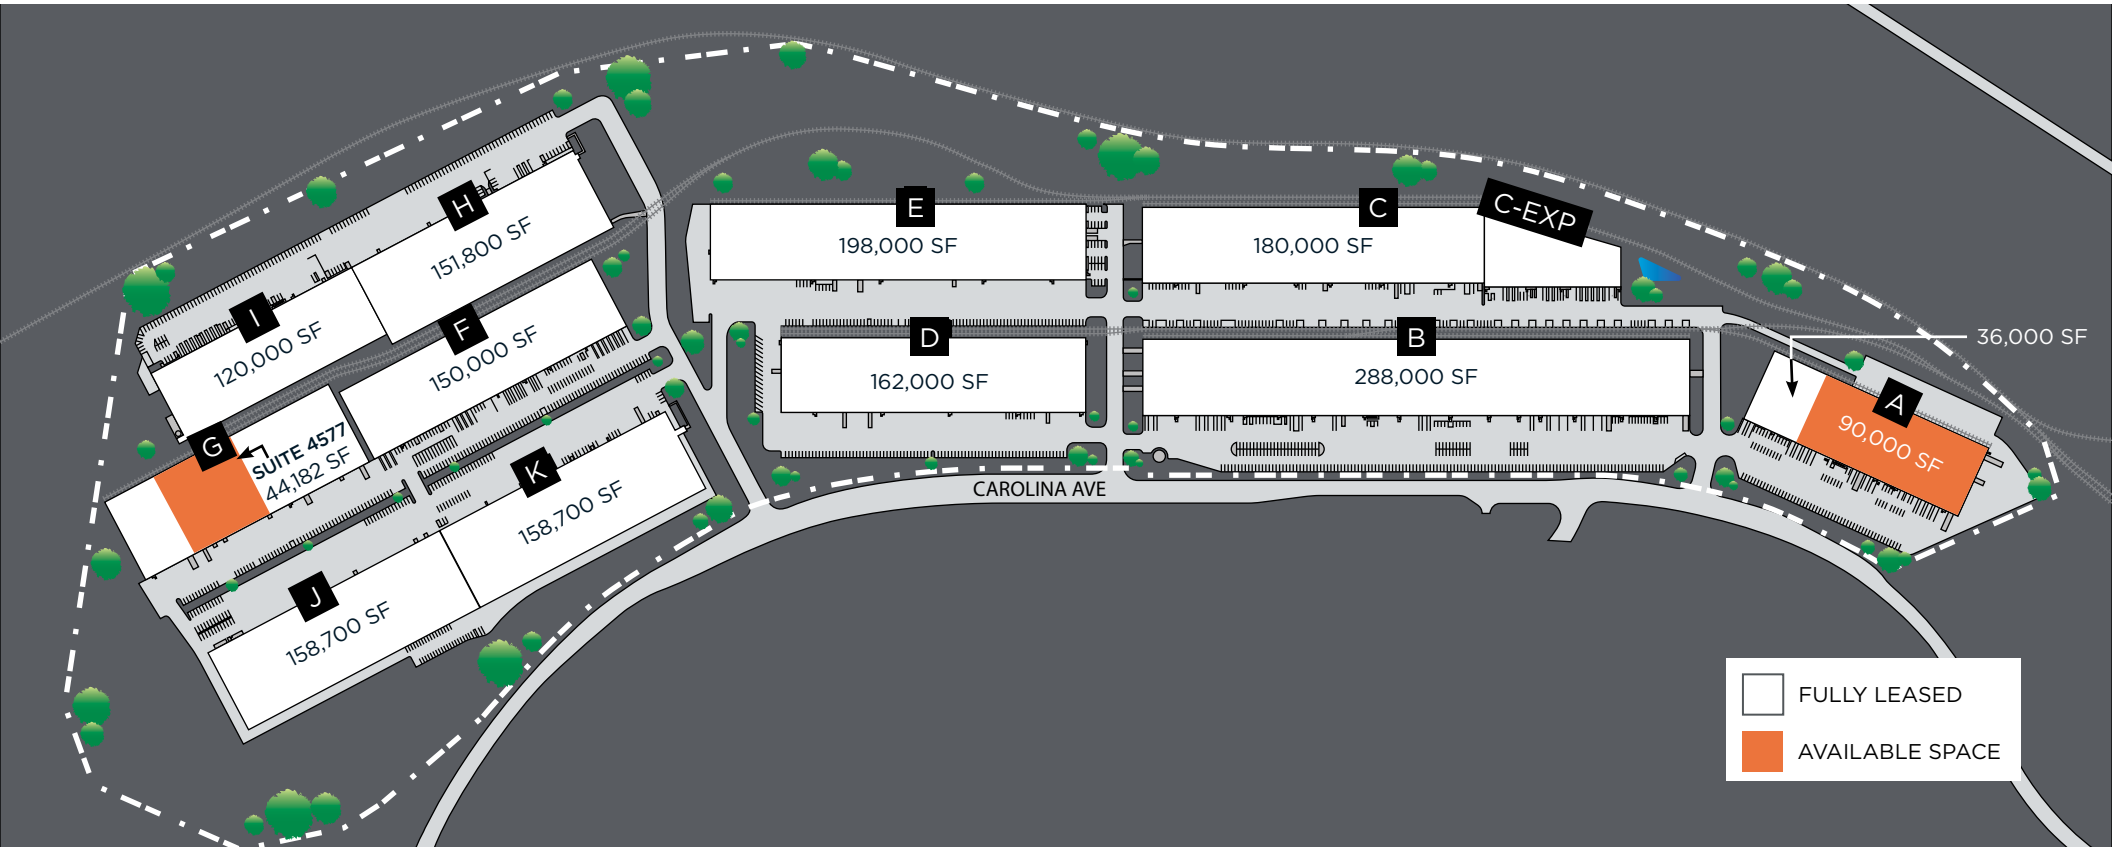 H
151,800 SF
I
120,000 SF
F
150,000 SF
G
SUITE 4577
44,182 SF
K
158,700 SF
J
158,700 SF
E
198,000 SF
D
162,000 SF
C
180,000 SF
C-EXP
B
288,000 SF
36,000 SF
A
90,000 SF
CAROLINA AVE
FULLY LEASED
AVAILABLE SPACE